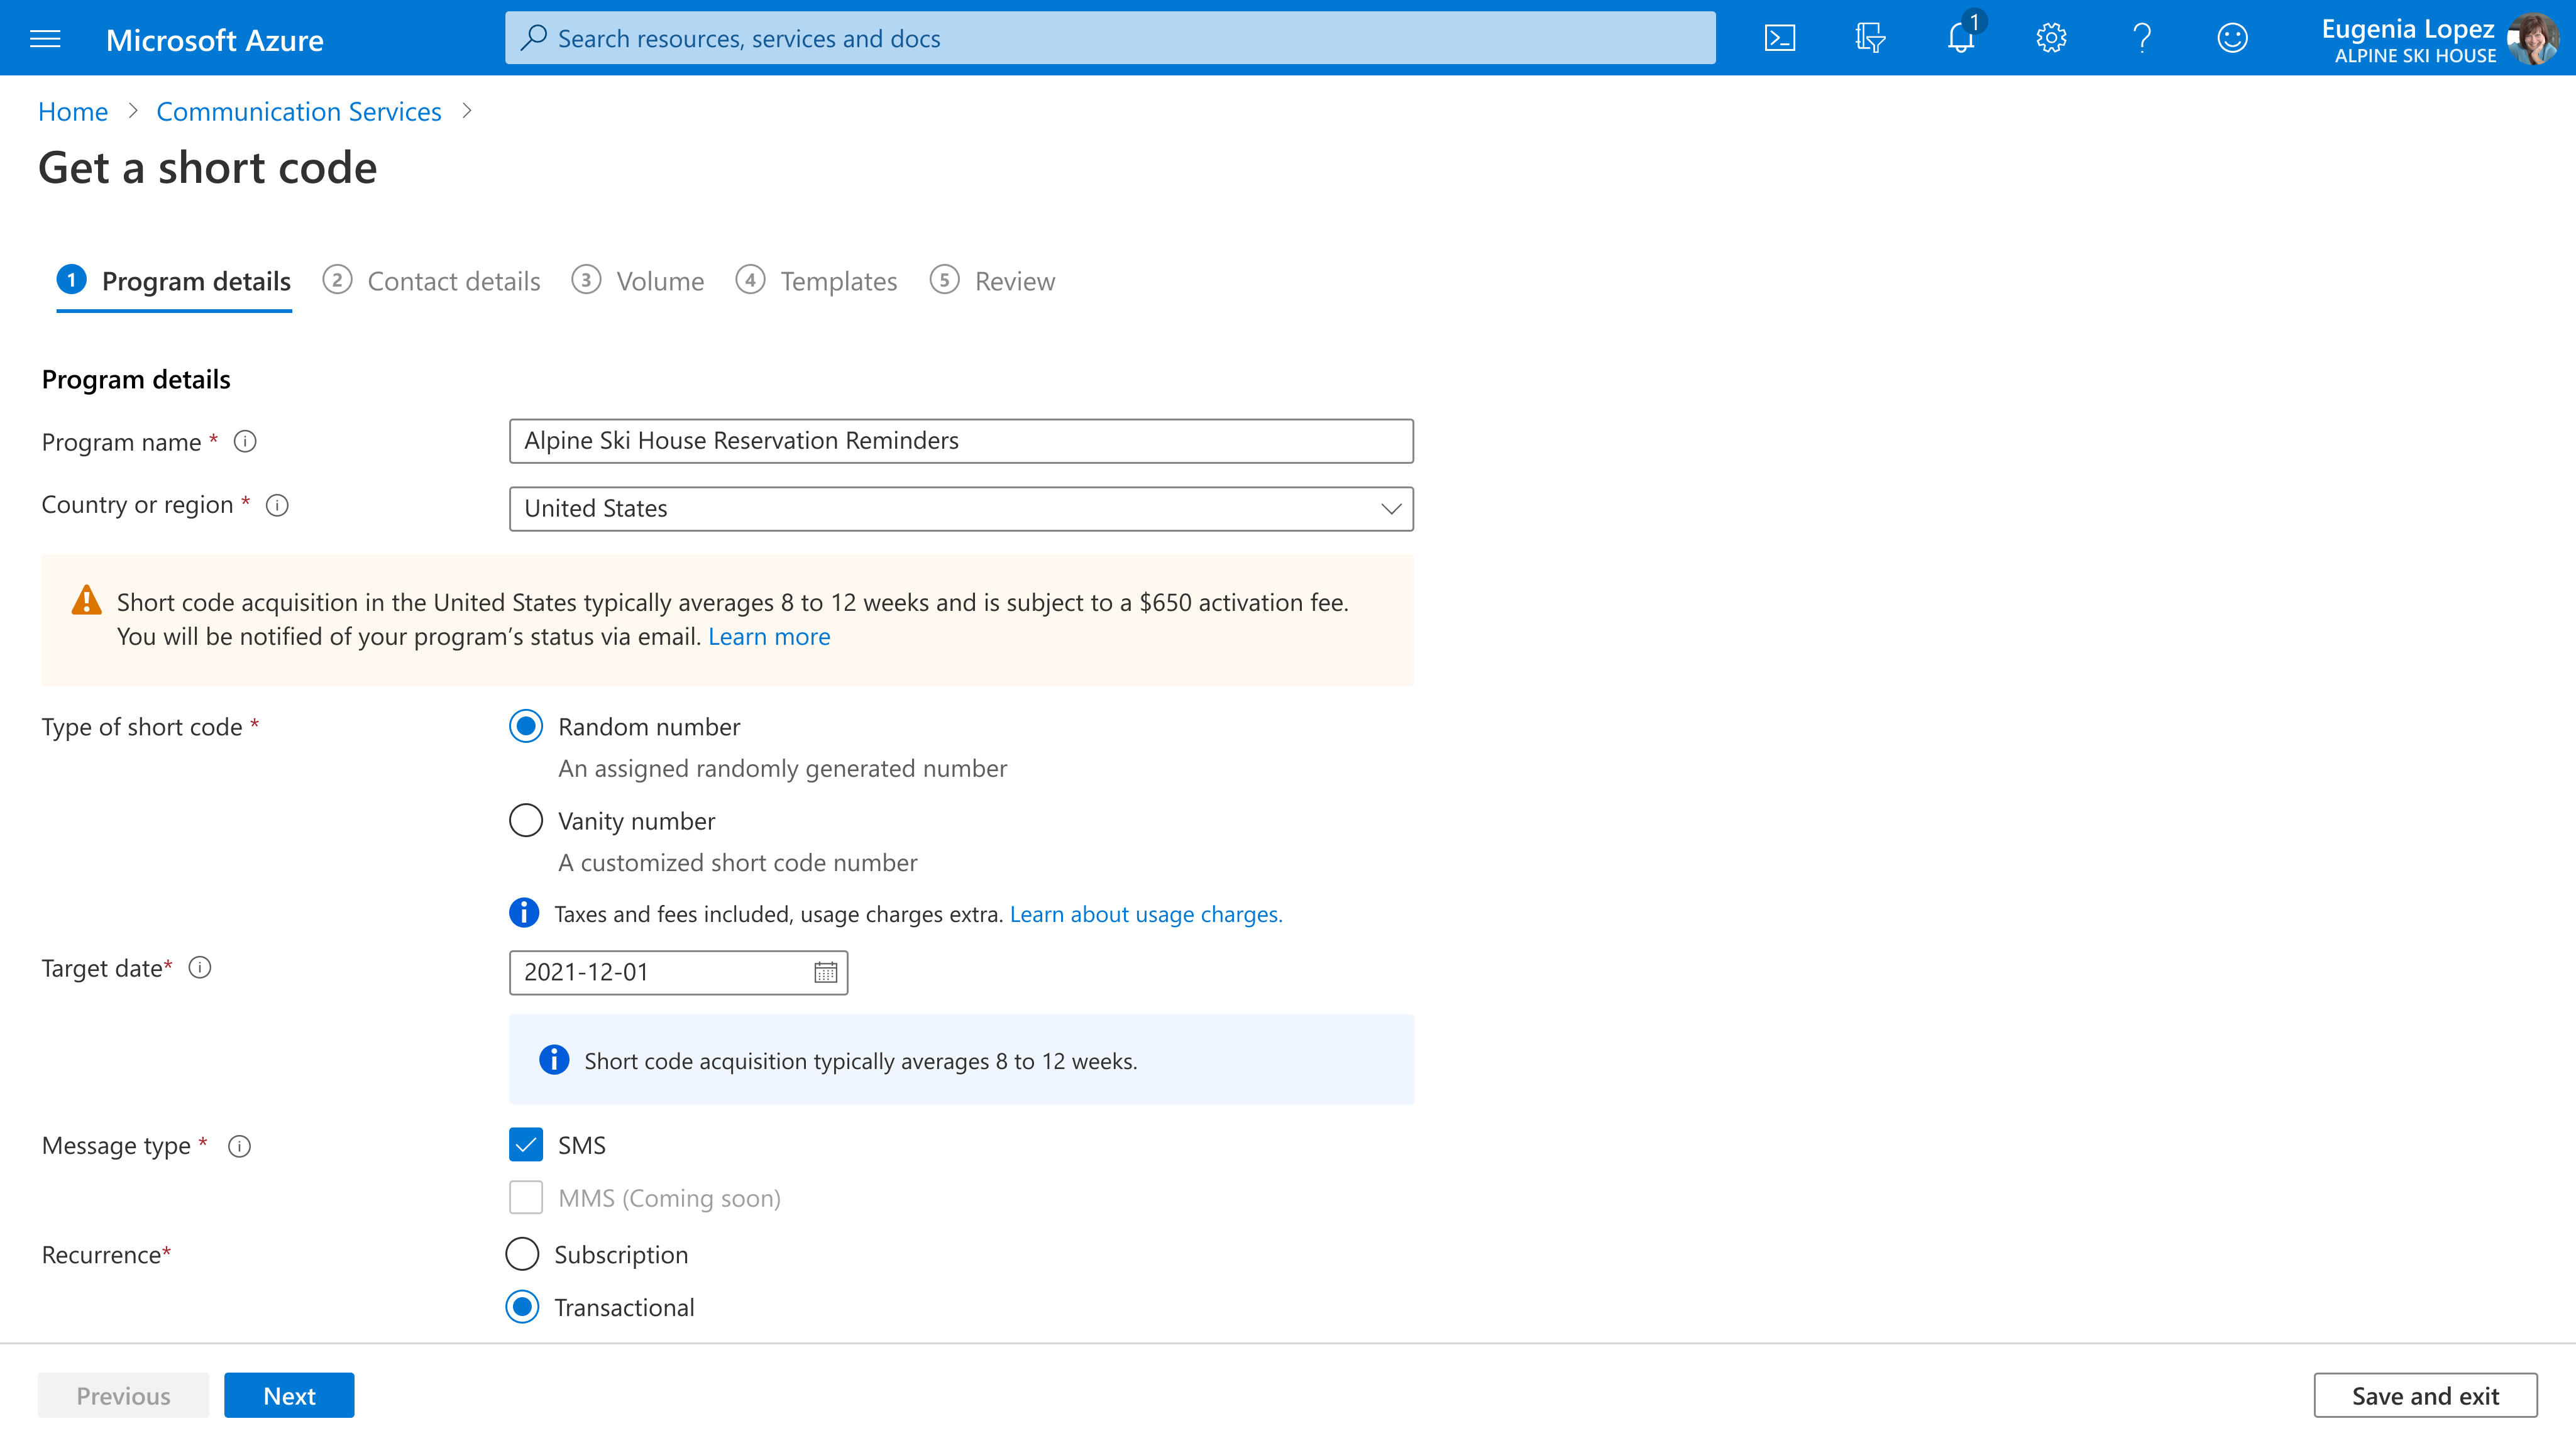 Microsoft Azure
Search resources, services and docs
1
Eugenia Lopez
ALPINE SKI HOUSE
Home > Communication Services >
Get a short code
1 Program details
2 Contact details
3 Volume
4 Templates
5 Review
Program details
Program name *
Alpine Ski House Reservation Reminders
Country or region *
United States
Short code acquisition in the United States typically averages 8 to 12 weeks and is subject to a $650 activation fee.
You will be notified of your program’s status via email. Learn more
Type of short code *
Random number
An assigned randomly generated number
Vanity number
A customized short code number
Taxes and fees included, usage charges extra. Learn about usage charges.
Target date*
2021-12-01
Short code acquisition typically averages 8 to 12 weeks.
Message type *
SMS
MMS (Coming soon)
Recurrence*
Subscription
Transactional
Previous
Next
Save and exit